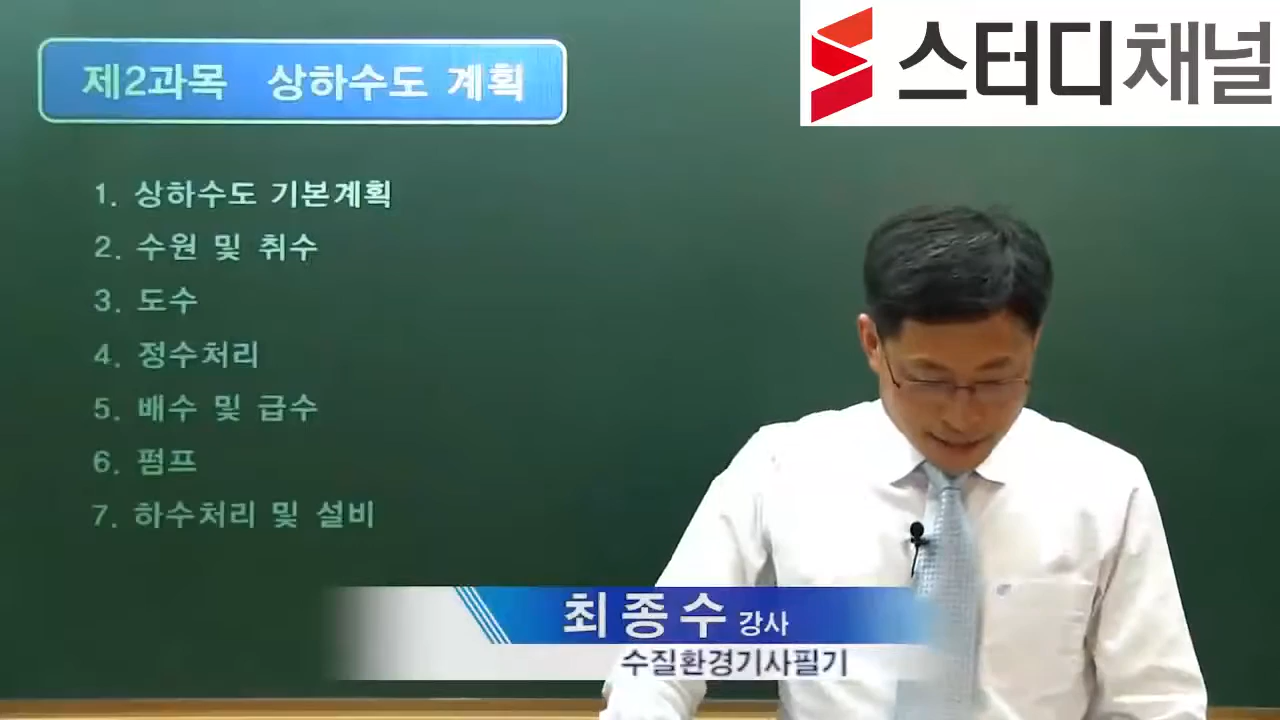 제2과목 상하수도 계획
스터디채널
1. 상하수도 기본계획
2. 수원 및 취수
3. 도수
4. 정수처리
5. 배수 및 급수
6. 펌프
7. 하수처리 및 설비
최종수 강사
수질환경기사필기